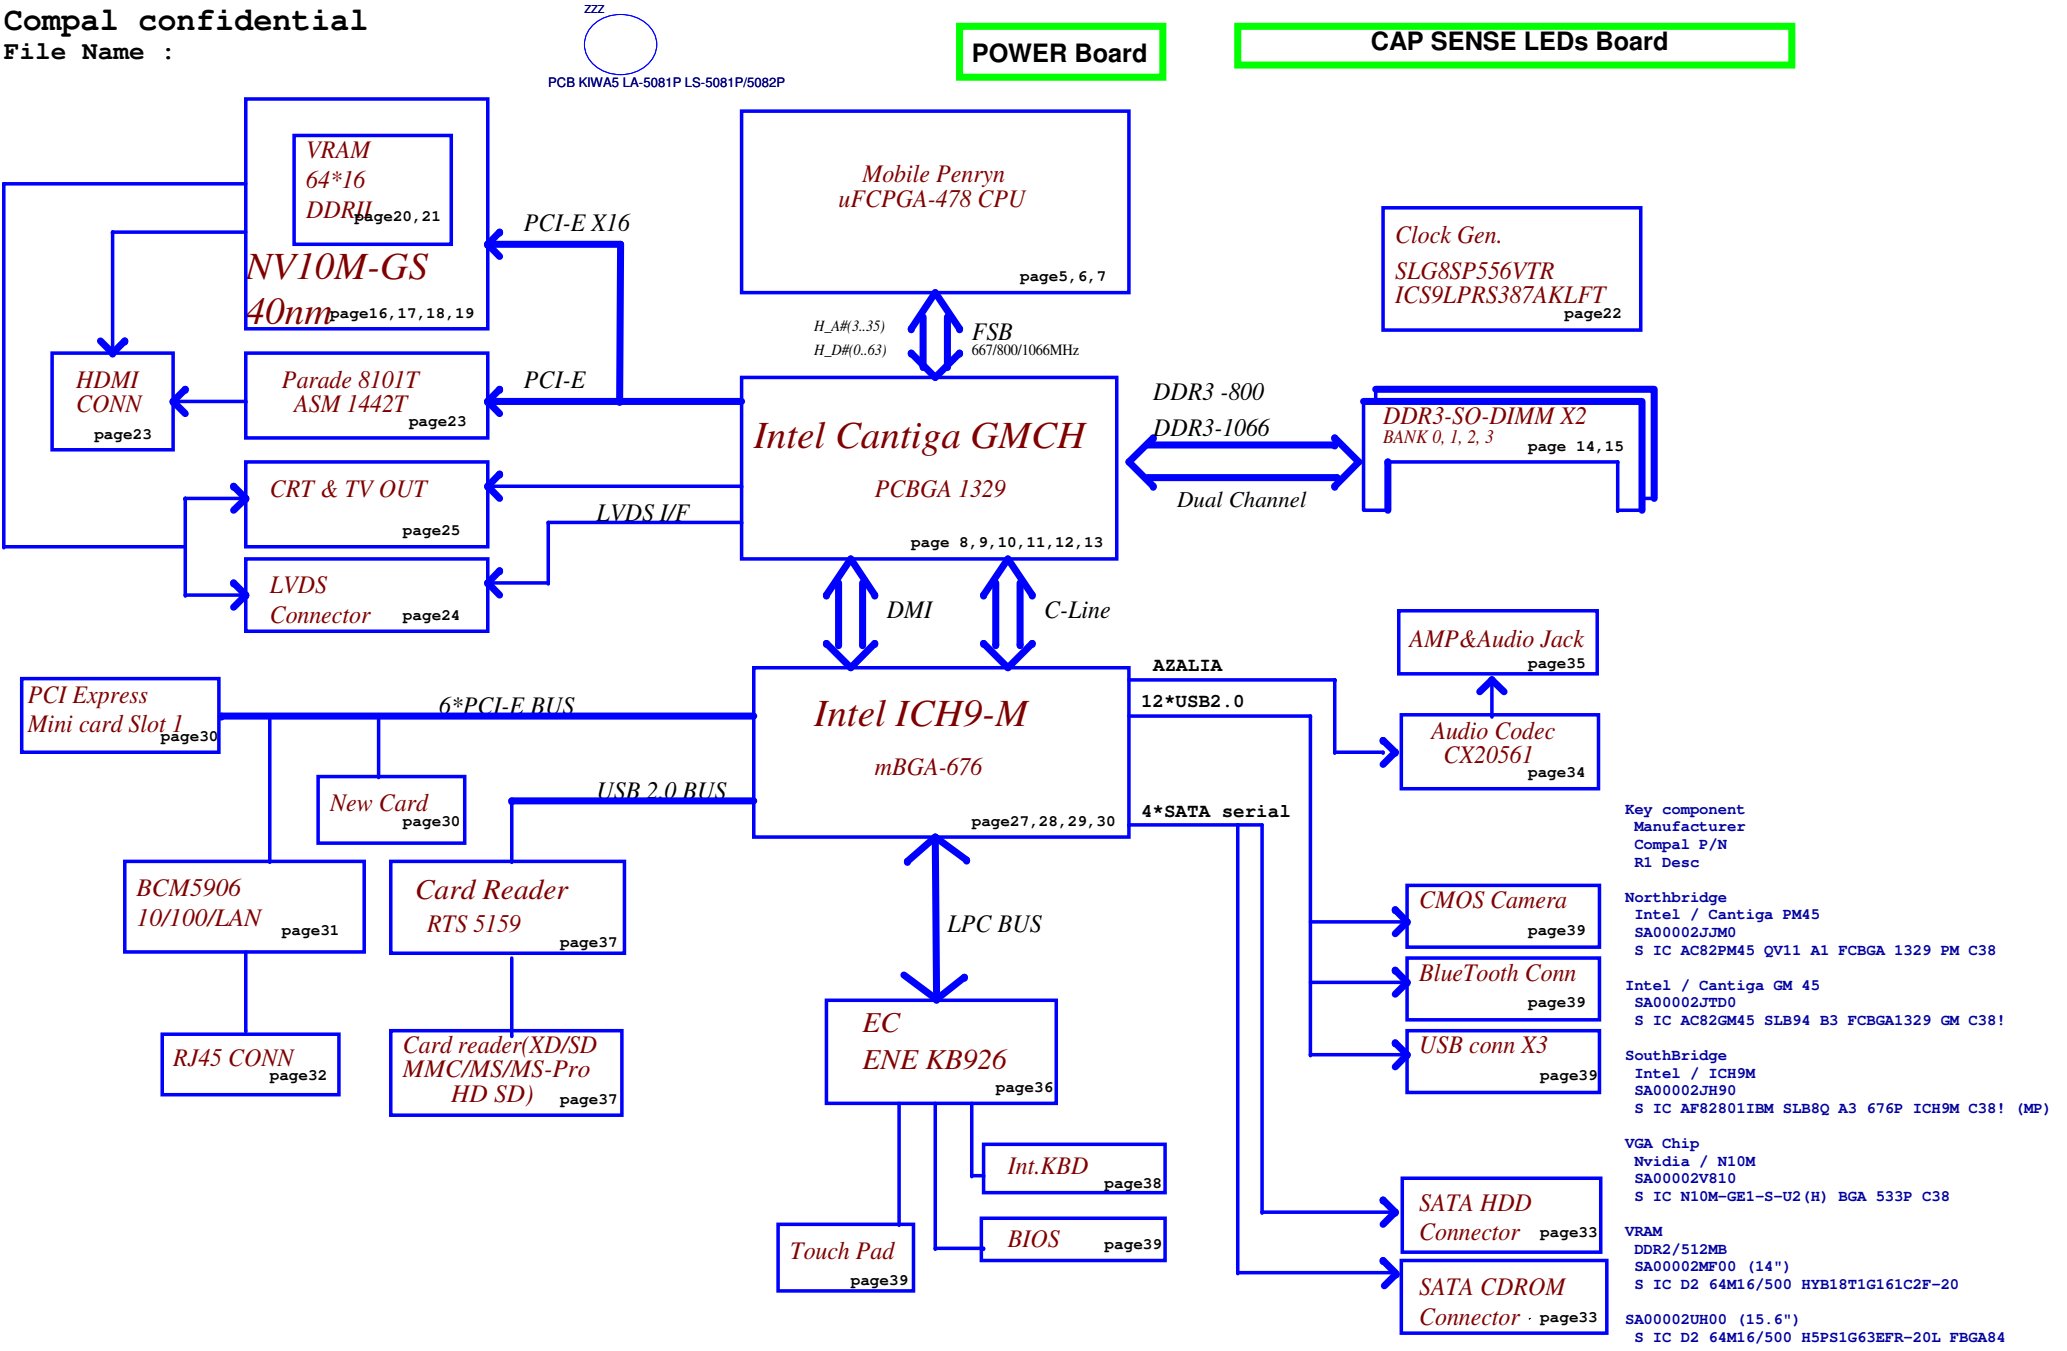 Compal confidential
File Name :
ZZZ
PCB KIWA5 LA-5081P LS-5081P/5082P
POWER Board
CAP SENSE LEDs Board
VRAM
64*16
DDRII
page20,21
NV10M-GS
40nm
page16,17,18,19
PCI-E X16
Mobile Penryn
uFCPGA-478 CPU
page5,6,7
Clock Gen.
SLG8SP556VTR
ICS9LPRS387AKLFT
page22
H_A#(3..35)
H_D#(0..63)
FSB
667/800/1066MHz
HDMI
CONN
page23
Parade 8101T
ASM 1442T
page23
PCI-E
Intel Cantiga GMCH
PCBGA 1329
page 8,9,10,11,12,13
DDR3 -800
DDR3-1066
Dual Channel
DDR3-SO-DIMM X2
BANK 0, 1, 2, 3
page 14,15
CRT & TV OUT
page25
LVDS I/F
LVDS
Connector
page24
DMI
C-Line
AMP&Audio Jack
page35
PCI Express
Mini card Slot 1
page30
6*PCI-E BUS
Intel ICH9-M
mBGA-676
page27,28,29,30
AZALIA
12*USB2.0
4*SATA serial
Audio Codec
CX20561
page34
New Card
page30
USB 2.0 BUS
BCM5906
10/100/LAN
page31
Card Reader
RTS 5159
page37
LPC BUS
RJ45 CONN
page32
Card reader(XD/SD
MMC/MS/MS-Pro
HD SD)
page37
EC
ENE KB926
page36
Int.KBD
page38
BIOS
page39
Touch Pad
page39
CMOS Camera
page39
BlueTooth Conn
page39
USB conn X3
page39
SATA HDD
Connector
page33
SATA CDROM
Connector .
page33
Key component
Manufacturer
Compal P/N
R1 Desc
Northbridge
Intel / Cantiga PM45
SA00002JJM0
S IC AC82PM45 QV11 A1 FCBGA 1329 PM C38
Intel / Cantiga GM 45
SA00002JTD0
S IC AC82GM45 SLB94 B3 FCBGA1329 GM C38!
SouthBridge
Intel / ICH9M
SA00002JH90
S IC AF82801IBM SLB8Q A3 676P ICH9M C38! (MP)
VGA Chip
Nvidia / N10M
SA00002V810
S IC N10M-GE1-S-U2(H) BGA 533P C38
VRAM
DDR2/512MB
SA00002MF00 (14")
S IC D2 64M16/500 HYB18T1G161C2F-20
SA00002UH00 (15.6")
S IC D2 64M16/500 H5PS1G63EFR-20L FBGA84